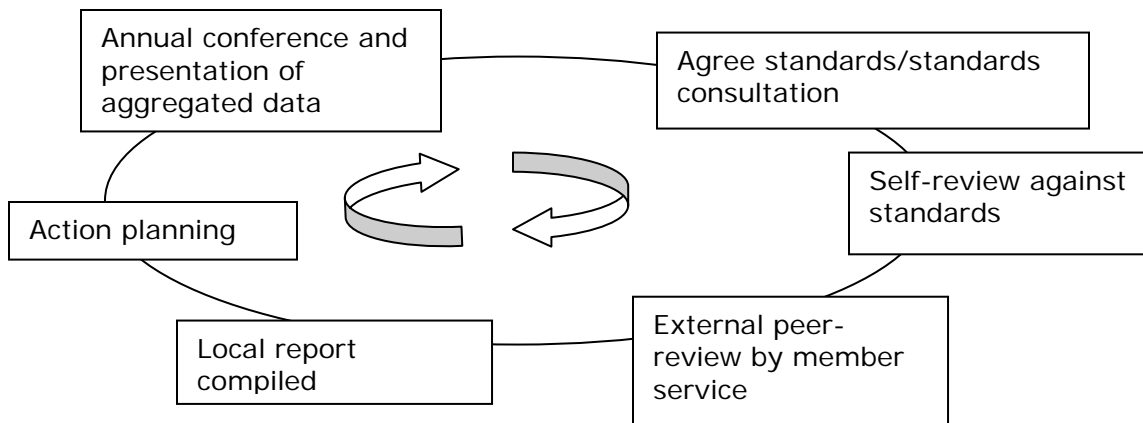 Annual conference and
presentation of
aggregated data
Agree standards/standards
consultation
Self-review against
standards
External peer-
review by member
service
Local report
compiled
Action planning